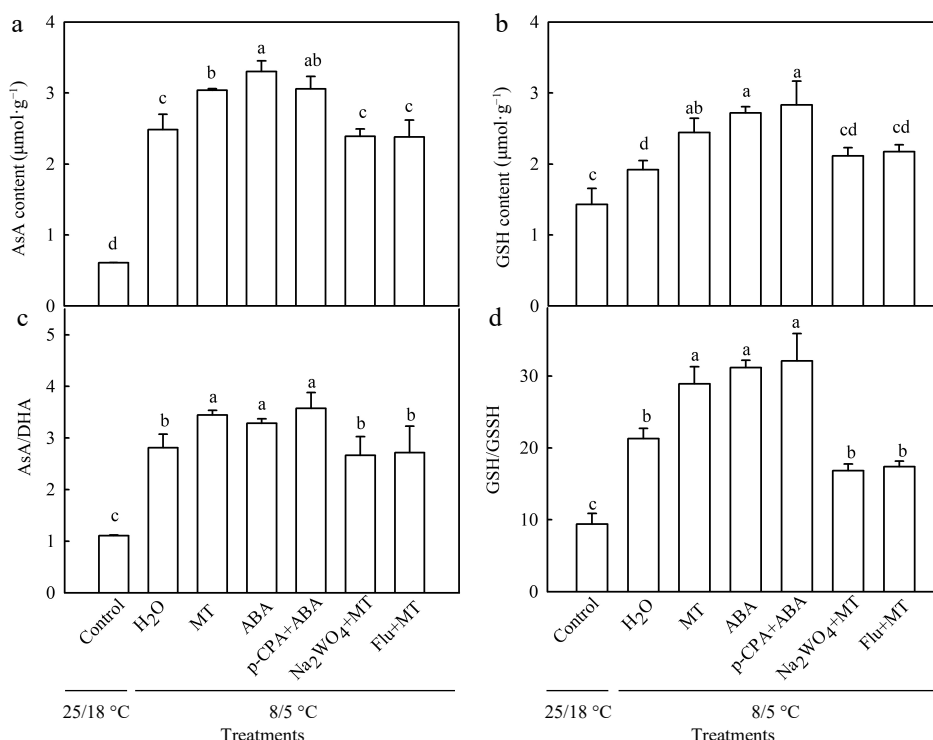 a
4
3
2
1
0
AsA content (μmol·g⁻¹)
d
c
b
a
ab
c
c
b
4
3
2
1
0
GSH content (μmol·g⁻¹)
c
d
ab
a
a
cd
cd
c
5
4
3
2
1
0
AsA/DHA
c
b
a
a
a
b
b
Control
H₂O
MT
ABA
p-CPA+ABA
Na₂WO₄+MT
Flu+MT
25/18 °C
8/5 °C
Treatments
d
30
20
10
0
GSH/GSSH
c
b
a
a
a
b
b
Control
H₂O
MT
ABA
p-CPA+ABA
Na₂WO₄+MT
Flu+MT
25/18 °C
8/5 °C
Treatments